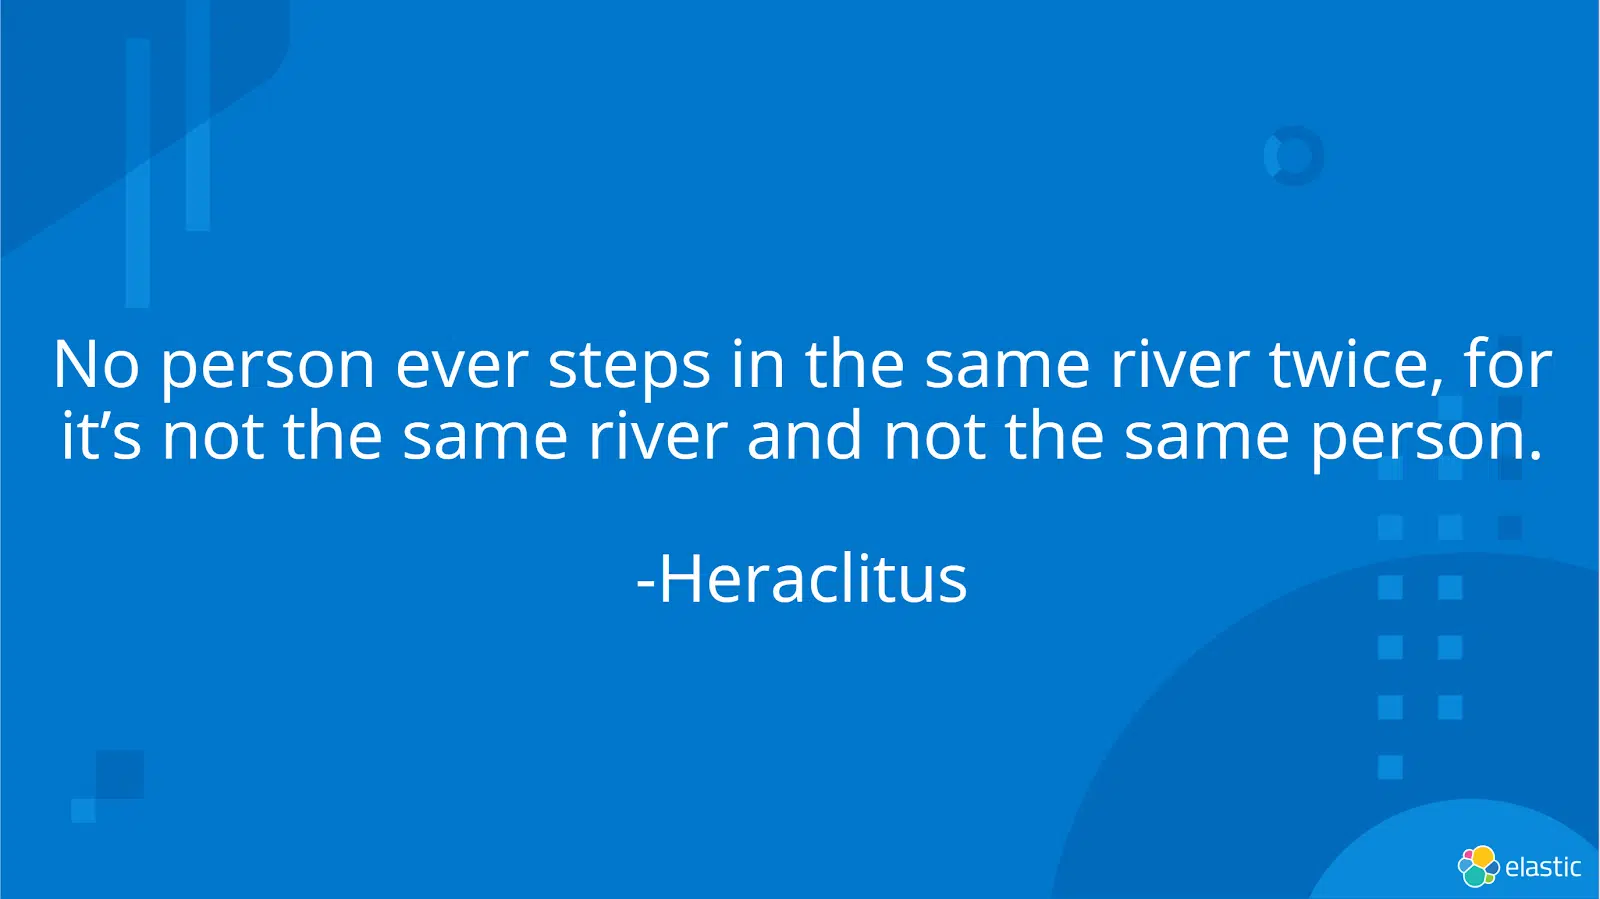 No person ever steps in the same river twice, for
it’s not the same river and not the same person.
-Heraclitus
elastic